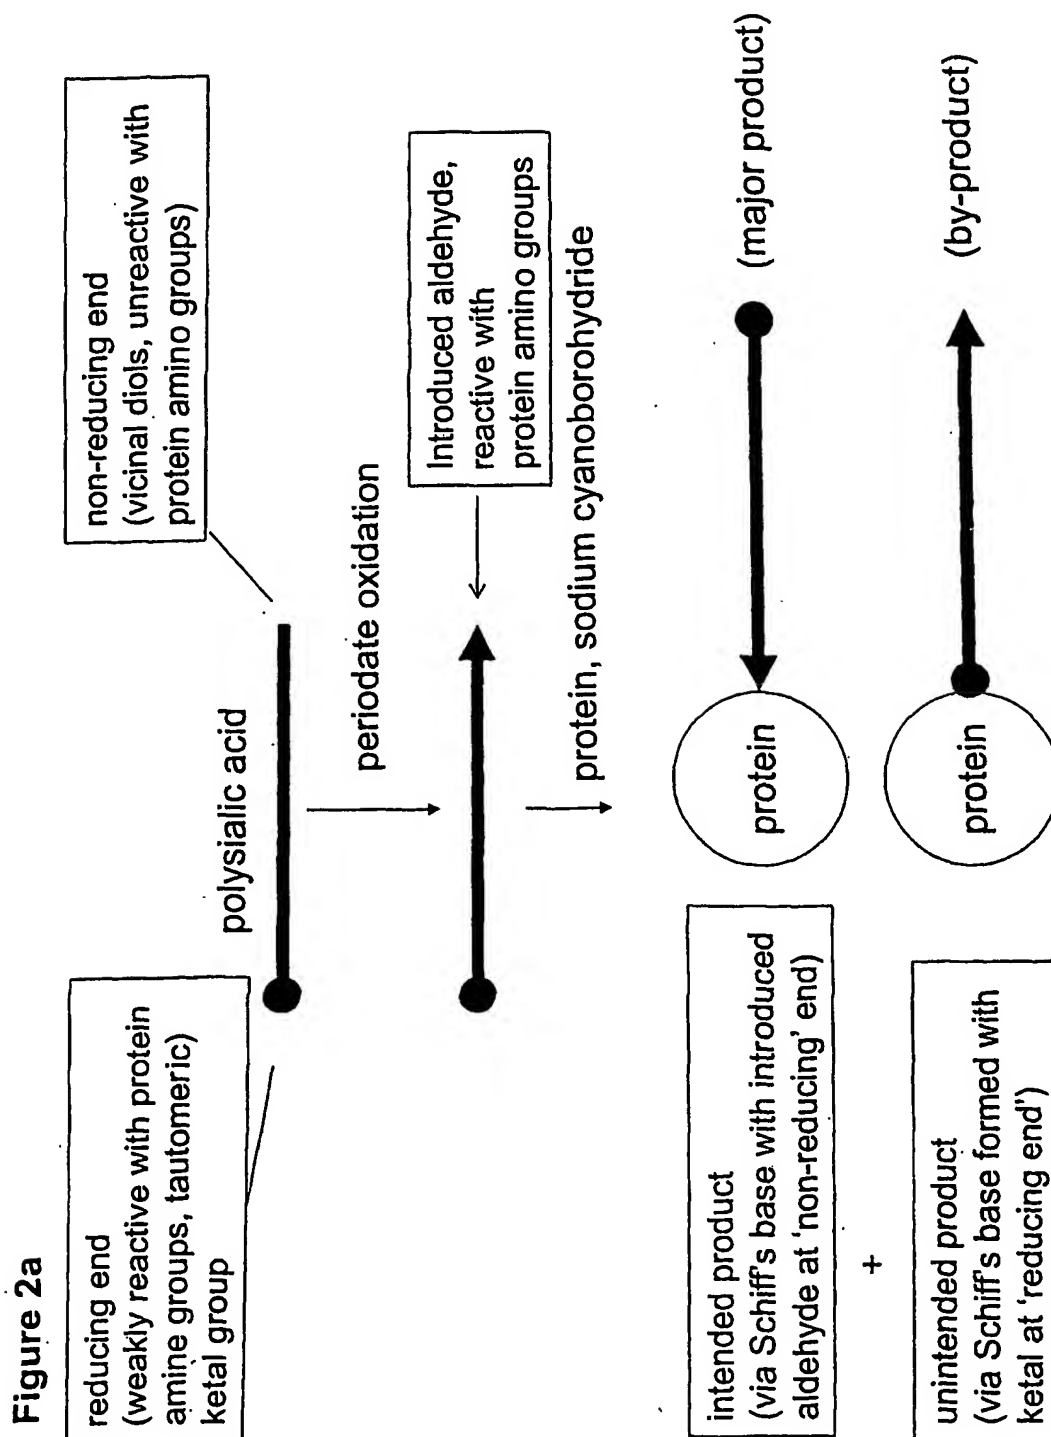 Figure 2a
reducing end
(weakly reactive with protein
amine groups, tautomeric)
ketal group
non-reducing end
(vicinal diols, unreactive with
protein amino groups)
polysialic acid
periodate oxidation
Introduced aldehyde,
reactive with
protein amino groups
protein, sodium cyanoborohydride
intended product
(via Schiff's base with introduced
aldehyde at 'non-reducing' end)
protein
(major product)
+
unintended product
(via Schiff's base formed with
ketal at 'reducing end')
protein
(by-product)